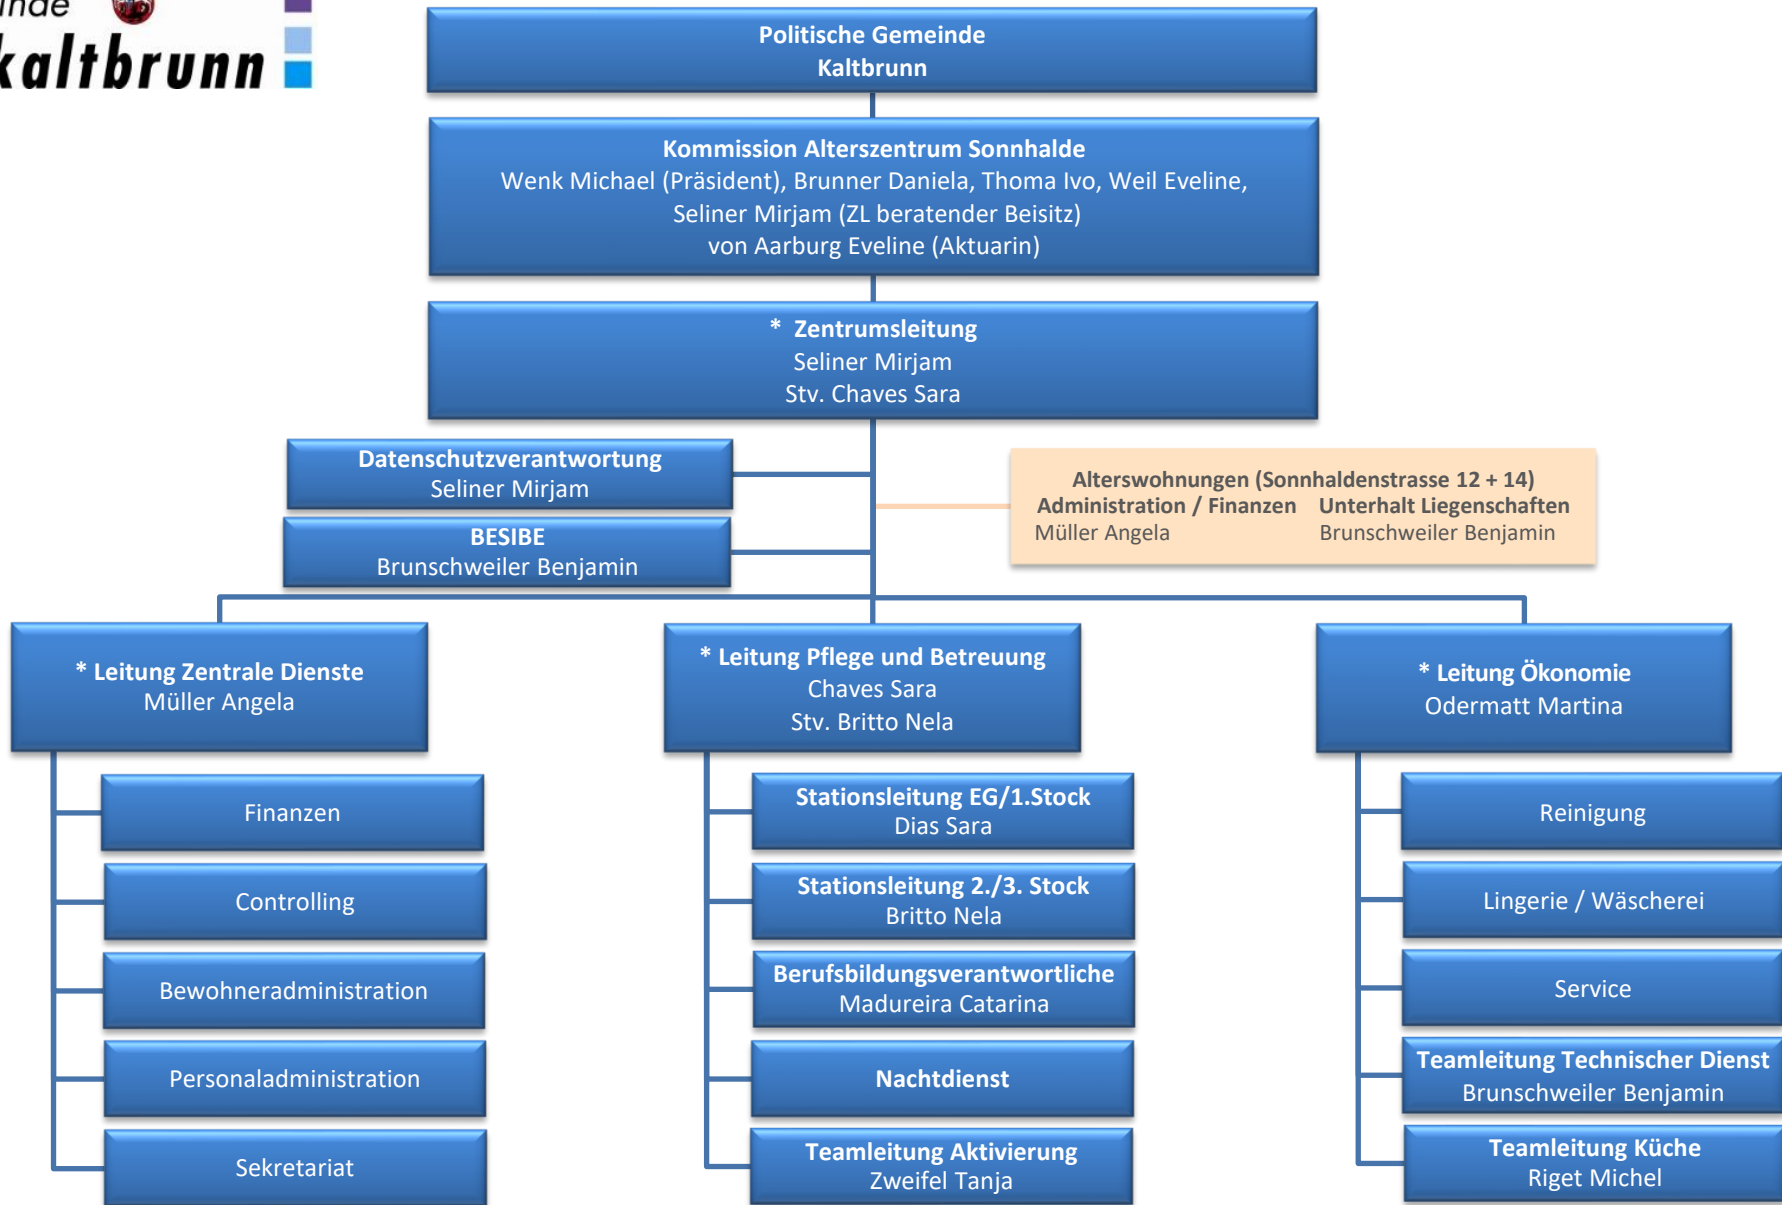 kaltbrunn
Politische Gemeinde
Kaltbrunn
Kommission Alterszentrum Sonnhalde
Wenk Michael (Präsident), Brunner Daniela, Thoma Ivo, Weil Eveline,
Seliner Mirjam (ZL beratender Beisitz)
von Aarburg Eveline (Aktuarin)
* Zentrumsleitung
Seliner Mirjam
Stv. Chaves Sara
Datenschutzverantwortung
Seliner Mirjam
BESIBE
Brunschweiler Benjamin
Alterswohnungen (Sonnhaldenstrasse 12 + 14)
Administration / Finanzen Unterhalt Liegenschaften
Müller Angela Brunschweiler Benjamin
* Leitung Zentrale Dienste
Müller Angela
Finanzen
Controlling
Bewohneradministration
Personaladministration
Sekretariat
* Leitung Pflege und Betreuung
Chaves Sara
Stv. Britto Nela
Stationsleitung EG/1.Stock
Dias Sara
Stationsleitung 2./3. Stock
Britto Nela
Berufsbildungsverantwortliche
Madureira Catarina
Nachtdienst
Teamleitung Aktivierung
Zweifel Tanja
* Leitung Ökonomie
Odermatt Martina
Reinigung
Lingerie / Wäscherei
Service
Teamleitung Technischer Dienst
Brunschweiler Benjamin
Teamleitung Küche
Riget Michel